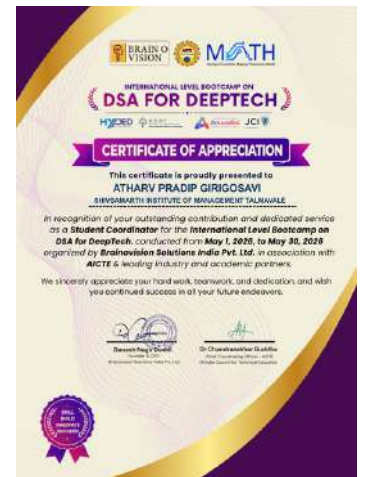 BRAIN O
VISION
MATH
INTERNATIONAL LEVEL BOOTCAMP ON
DSA FOR DEEPTECH
JCI
CERTIFICATE OF APPRECIATION
This certificate is proudly presented to
ATHARV PRADIP GIRIGOSAVI
SHIVSAMARTH INSTITUTE OF MANAGEMENT TALMAVALE
In recognition of your outstanding contribution and dedicated service
as a Student Coordinator for the International Level Bootcamp on
DSA for DeepTech, conducted from May 1, 2026, to May 30, 2026
organized by Brainovision Solutions India Pvt. Ltd. in association with
AICTE & leading industry and academic partners.
We sincerely appreciate your hard work, teamwork, and dedication, and wish
you continued success in all your future endeavors.
Founder & CEO
Dr Chandrasekhar Buddha
SKILL
BUILD